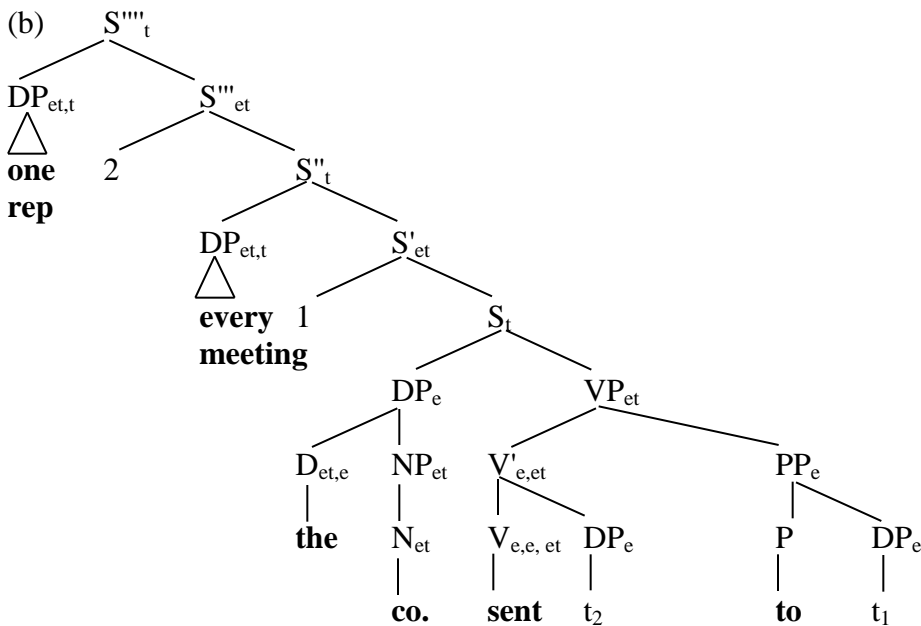 (b) S''''t
DPet,t S'''et
one 2 S''t
rep
DPet,t S'et
every 1 St
meeting
DPe VPet
Det,e NPet V'e,et PPe
the Net Ve,e, et DPe P DPe
co. sent t2 to t1